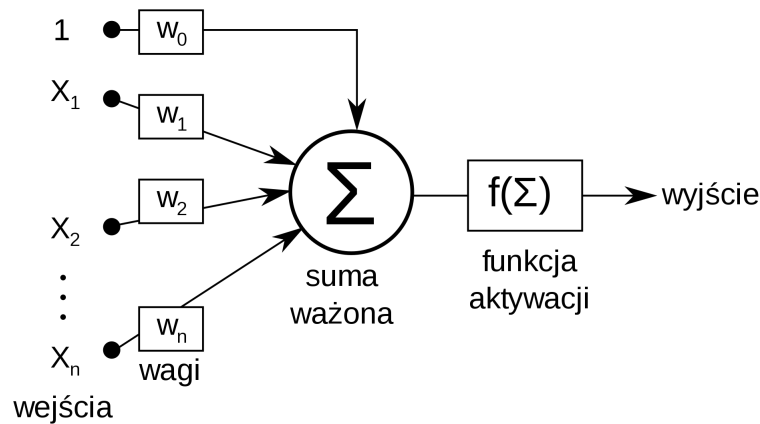 1 w₀
X₁ w₁
X₂ w₂
Xₙ wₙ
wejścia
wagi
Σ
suma
ważona
f(Σ)
funkcja
aktywacji
wyjście